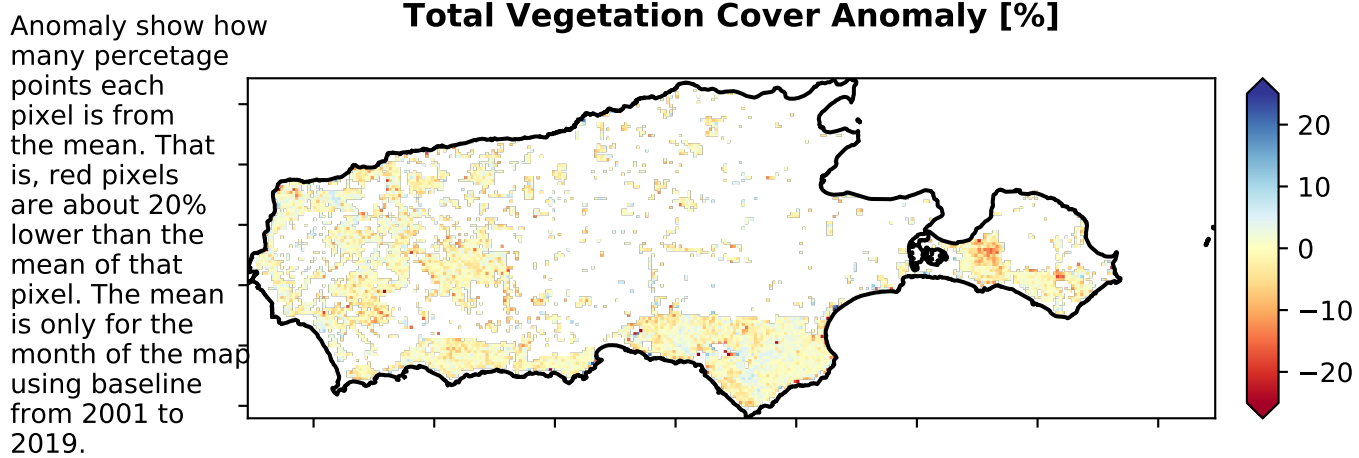 Total Vegetation Cover Anomaly [%]
Anomaly show how
many percetage
points each
pixel is from
the mean. That
is, red pixels
are about 20%
lower than the
mean of that
pixel. The mean
is only for the
month of the map
using baseline
from 2001 to
2019.
20
10
0
−10
−20